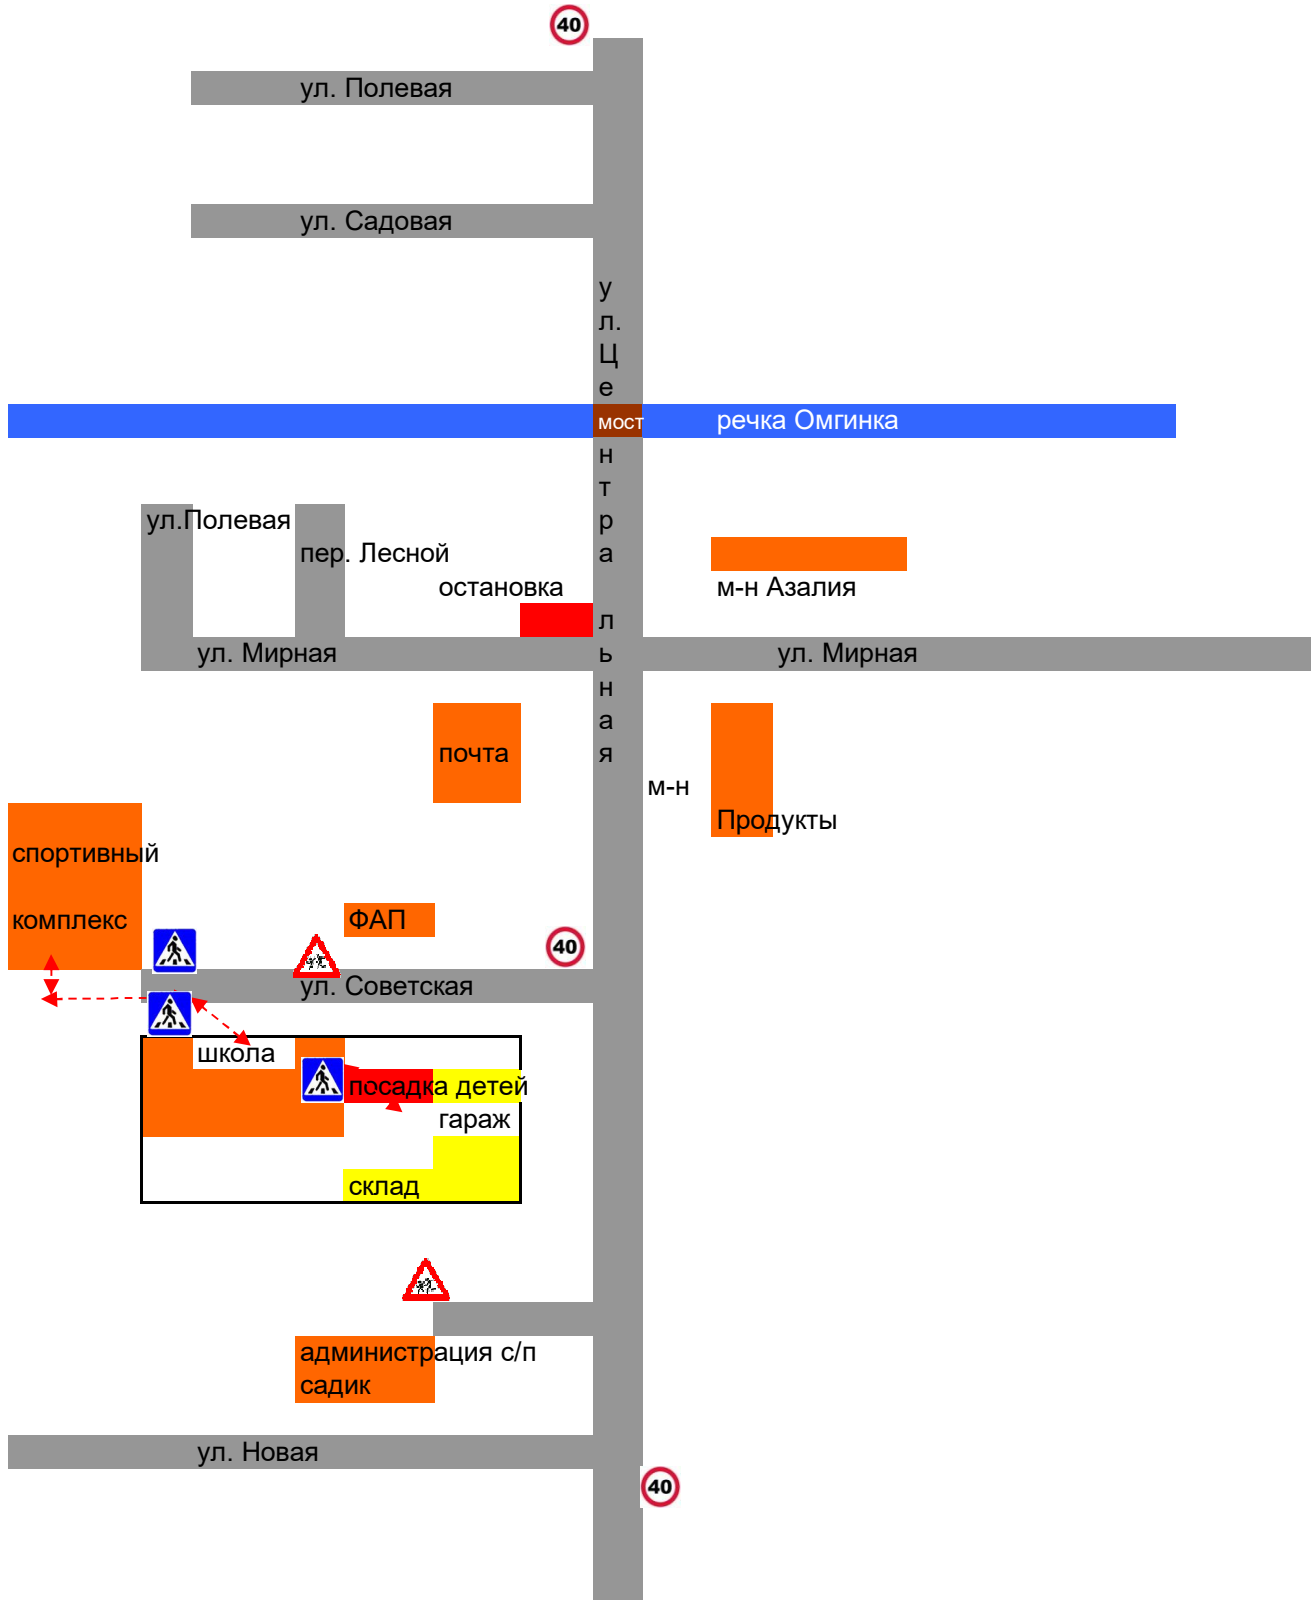 40
ул. Полевая
ул. Садовая
у
л.
Ц
е
мост
речка Омгинка
н
т
р
а
ул.Полевая
пер. Лесной
остановка
м-н Азалия
л
ь
н
а
я
ул. Мирная
ул. Мирная
почта
м-н
Продукты
спортивный
комплекс
ФАП
40
ул. Советская
школа
посадка детей
гараж
склад
администрация с/п
садик
ул. Новая
40